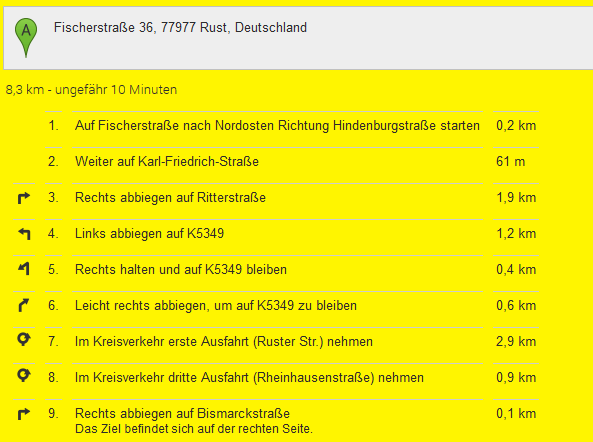 A
Fischerstraße 36, 77977 Rust, Deutschland
8,3 km - ungefähr 10 Minuten
1. Auf Fischerstraße nach Nordosten Richtung Hindenburgstraße starten 0,2 km
2. Weiter auf Karl-Friedrich-Straße 61 m
3. Rechts abbiegen auf Ritterstraße 1,9 km
4. Links abbiegen auf K5349 1,2 km
5. Rechts halten und auf K5349 bleiben 0,4 km
6. Leicht rechts abbiegen, um auf K5349 zu bleiben 0,6 km
7. Im Kreisverkehr erste Ausfahrt (Ruster Str.) nehmen 2,9 km
8. Im Kreisverkehr dritte Ausfahrt (Rheinhausenstraße) nehmen 0,9 km
9. Rechts abbiegen auf Bismarckstraße 0,1 km
Das Ziel befindet sich auf der rechten Seite.